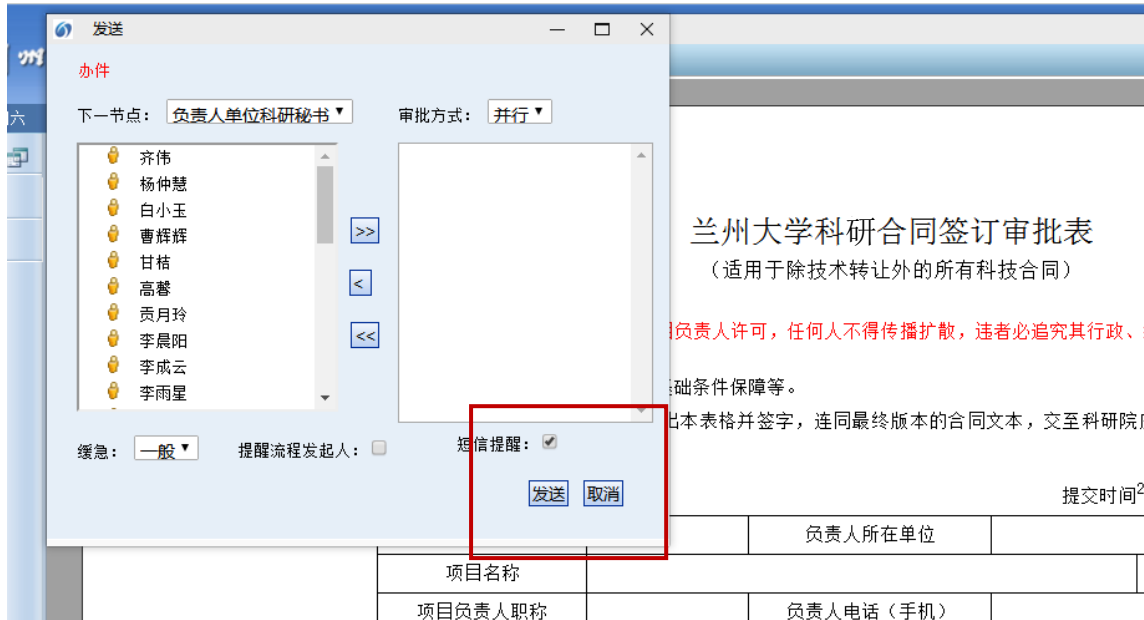 发送
办件
下一节点： 负责人单位科研秘书 审批方式： 并行
齐伟
杨仲慧
白小玉
曹辉辉
甘桔
高馨
贡月玲
李晨阳
李成云
李雨星
>>
<
<<
缓急： 一般 提醒流程发起人： 短信提醒：
发送 取消
州
六
兰州大学科研合同签订审批表
（适用于除技术转让外的所有科技合同）
负责人许可，任何人不得传播扩散，违者必追究其行政、
础条件保障等。
出本表格并签字，连同最终版本的合同文本，交至科研院
提交时间2
负责人所在单位
项目名称
项目负责人职称 负责人电话（手机）